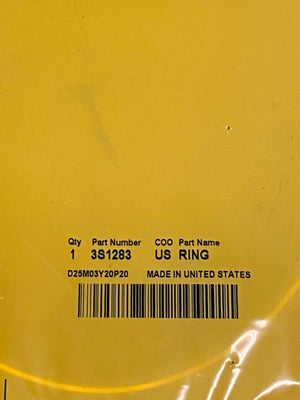 Qty Part Number COO Part Name
1 3S1283 US RING
D25M03Y20P20 MADE IN UNITED STATES